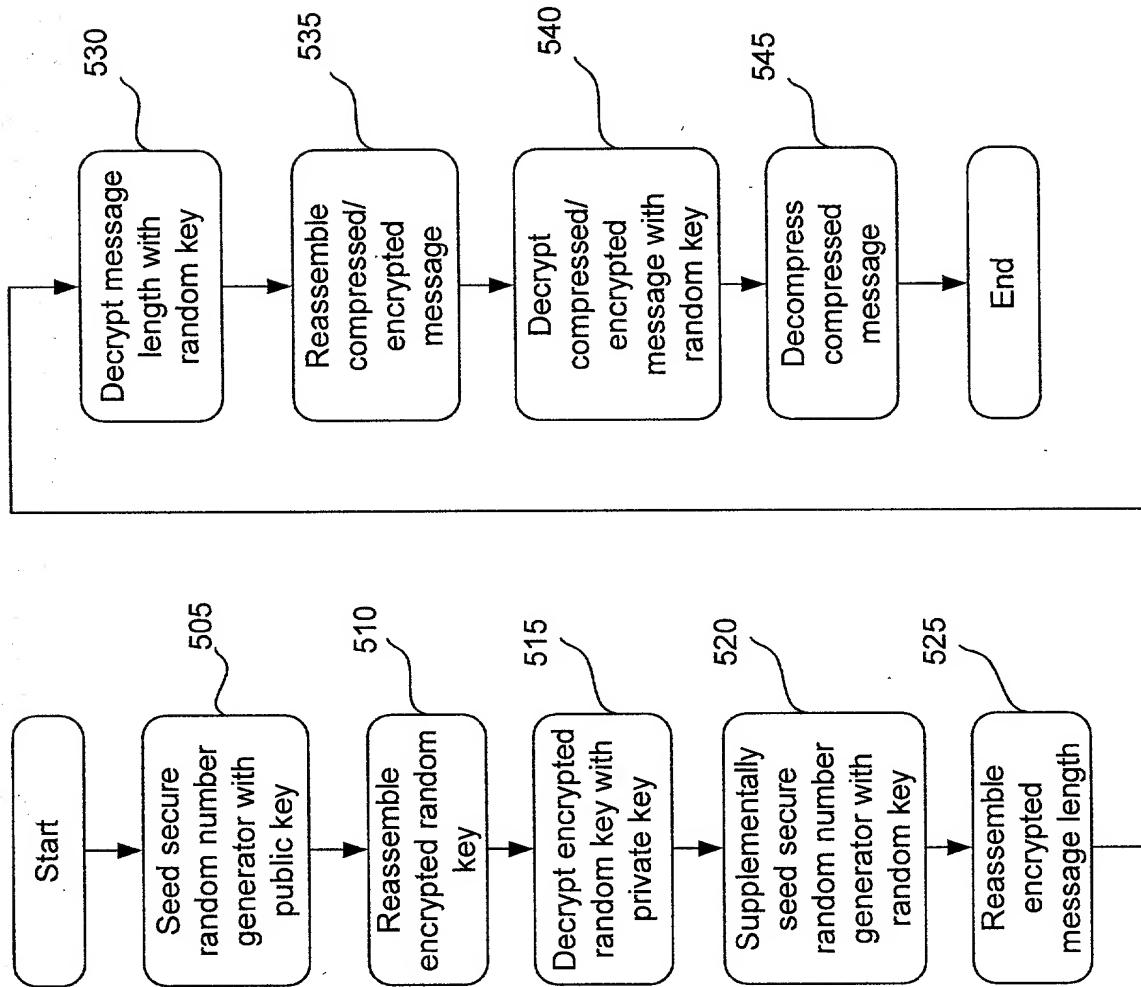 Start
Seed secure
random number
generator with
public key
505
Reassemble
encrypted random
key
510
Decrypt encrypted
random key with
private key
515
Supplementally
seed secure random
number generator with
random key
520
Reassemble
encrypted
message length
525
Decrypt message
length with
random key
530
Reassemble
compressed/
encrypted
message
535
Decrypt
compressed/
encrypted
message with
random key
540
Decompress
compressed
message
545
End